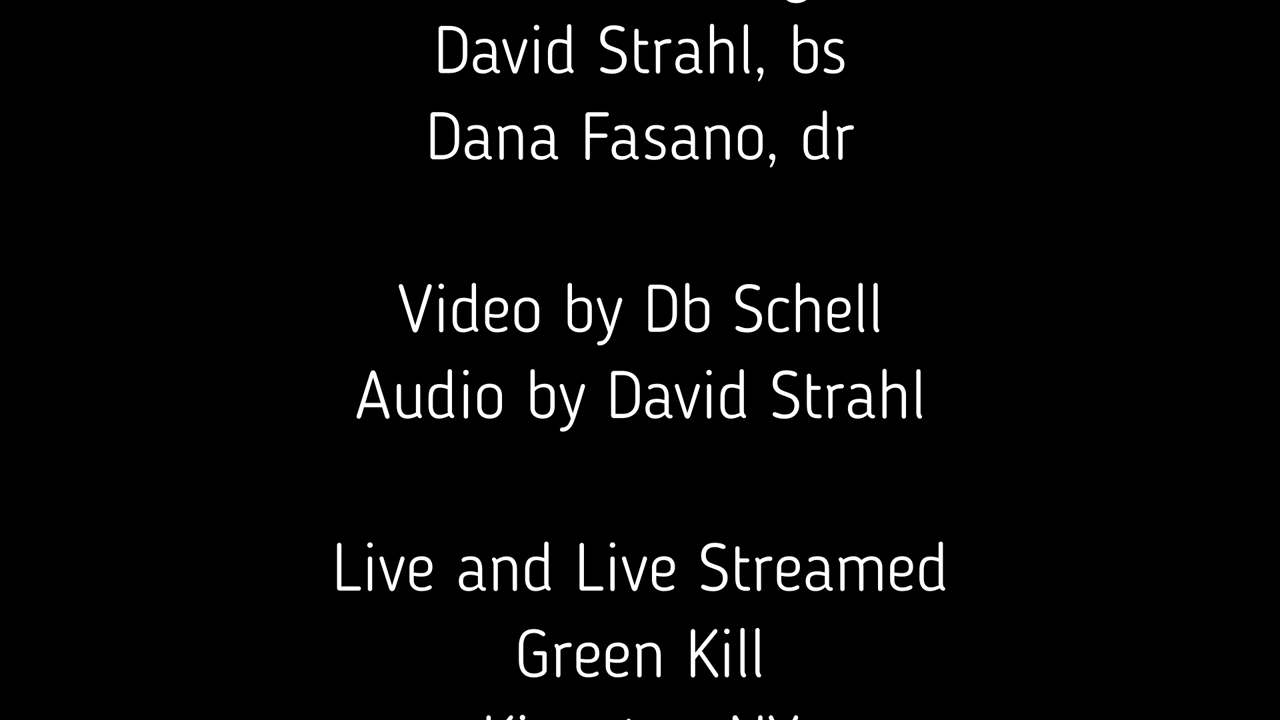 David Strahl, bs
Dana Fasano, dr
Video by Db Schell
Audio by David Strahl
Live and Live Streamed
Green Kill